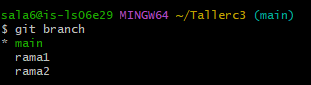 sala6@is-ls06e29 MINGW64 ~/Tallerc3 (main)
$ git branch
* main
rama1
rama2